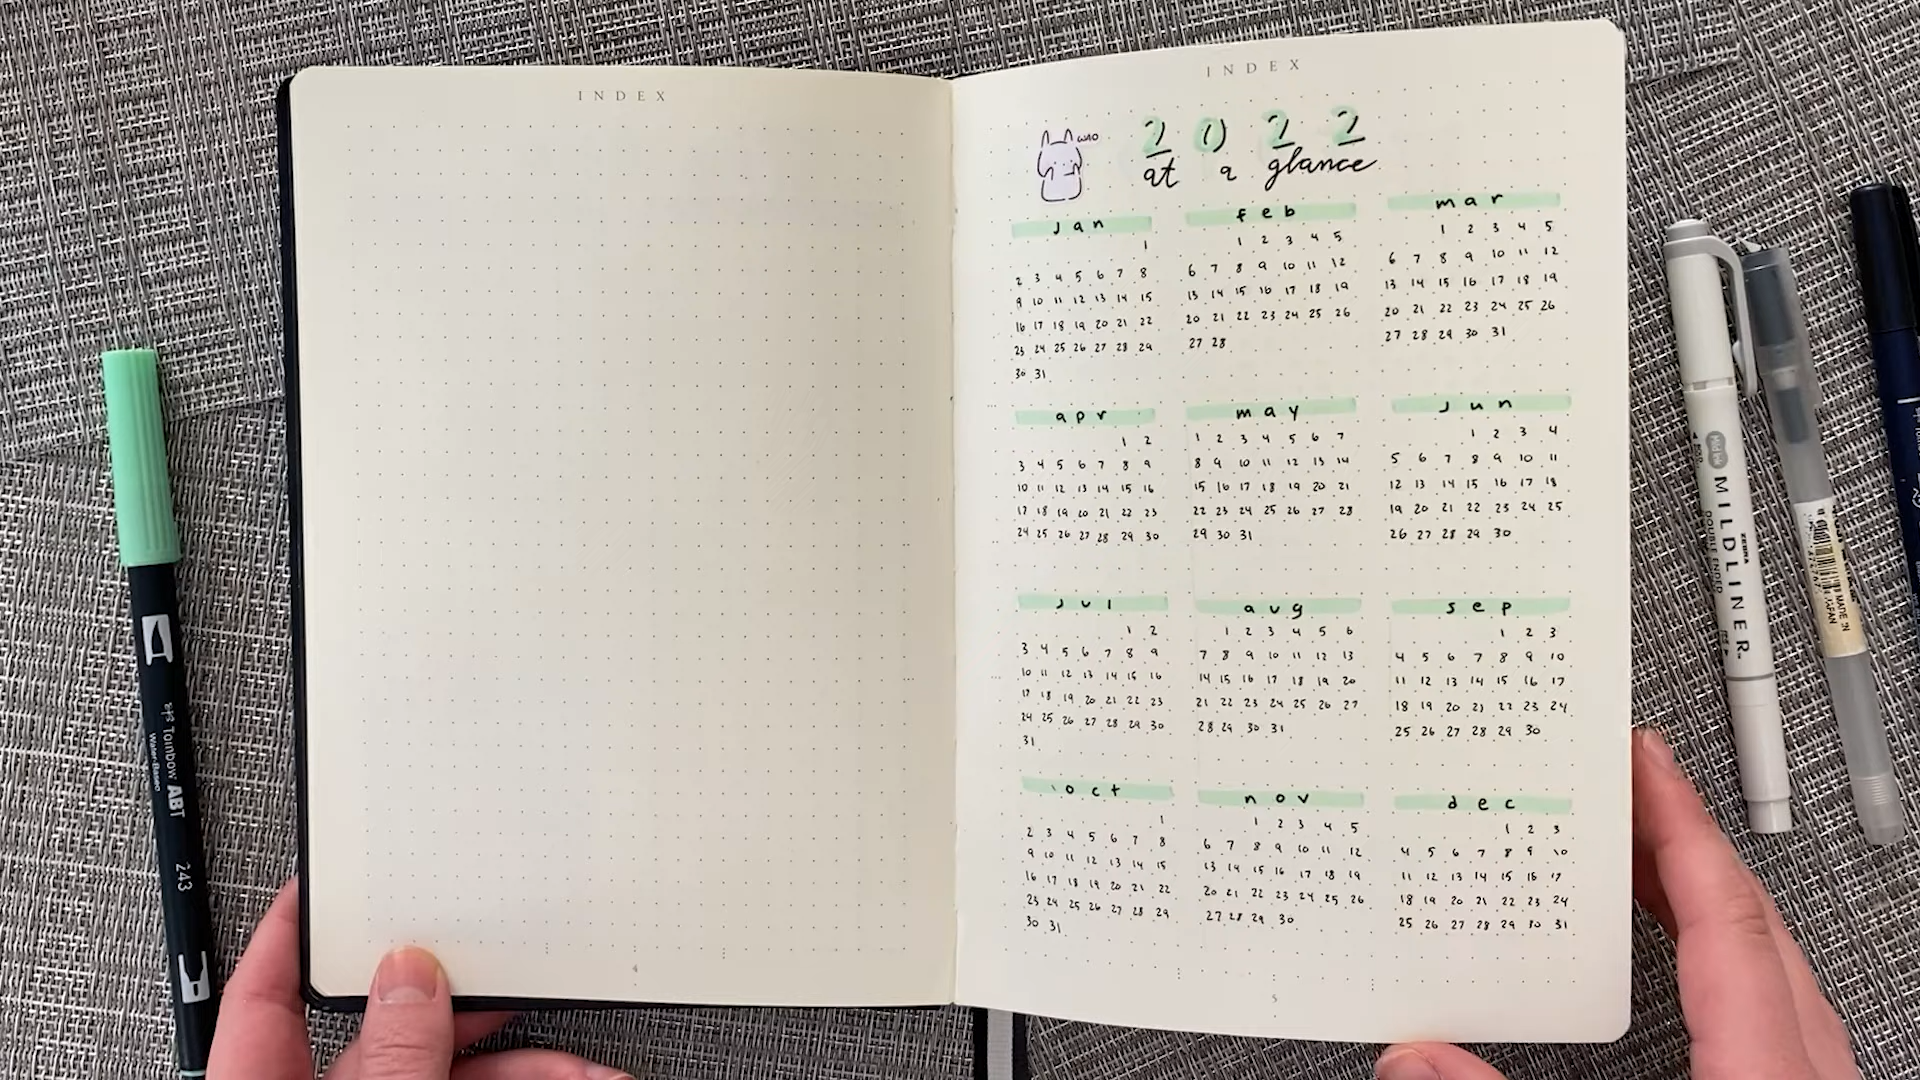 INDEX
4
INDEX
2022
at a glance
jan
1
2 3 4 5 6 7 8
9 10 11 12 13 14 15
16 17 18 19 20 21 22
23 24 25 26 27 28 29
30 31
feb
1 2 3 4 5
6 7 8 9 10 11 12
13 14 15 16 17 18 19
20 21 22 23 24 25 26
27 28
mar
1 2 3 4 5
6 7 8 9 10 11 12
13 14 15 16 17 18 19
20 21 22 23 24 25 26
27 28 29 30 31
apr
1 2
3 4 5 6 7 8 9
10 11 12 13 14 15 16
17 18 19 20 21 22 23
24 25 26 27 28 29 30
may
1 2 3 4 5 6 7
8 9 10 11 12 13 14
15 16 17 18 19 20 21
22 23 24 25 26 27 28
29 30 31
jun
1 2 3 4
5 6 7 8 9 10 11
12 13 14 15 16 17 18
19 20 21 22 23 24 25
26 27 28 29 30
jul
1 2
3 4 5 6 7 8 9
10 11 12 13 14 15 16
17 18 19 20 21 22 23
24 25 26 27 28 29 30
31
aug
1 2 3 4 5 6
7 8 9 10 11 12 13
14 15 16 17 18 19 20
21 22 23 24 25 26 27
28 29 30 31
sep
1 2 3
4 5 6 7 8 9 10
11 12 13 14 15 16 17
18 19 20 21 22 23 24
25 26 27 28 29 30
oct
1
2 3 4 5 6 7 8
9 10 11 12 13 14 15
16 17 18 19 20 21 22
23 24 25 26 27 28 29
30 31
nov
1 2 3 4 5
6 7 8 9 10 11 12
13 14 15 16 17 18 19
20 21 22 23 24 25 26
27 28 29 30
dec
1 2 3
4 5 6 7 8 9 10
11 12 13 14 15 16 17
18 19 20 21 22 23 24
25 26 27 28 29 30 31
5
Tombow ABT 243
Water-Based
ZEBRA
MILDLINER
DOUBLE ENDED
MADE IN
JAPAN